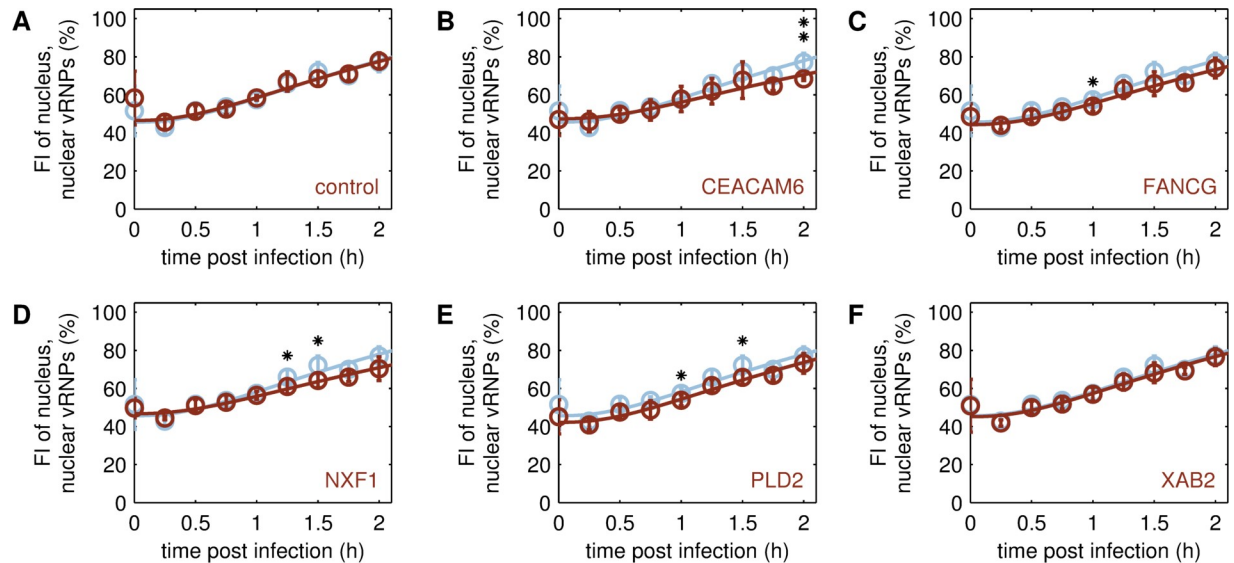 A
FI of nucleus,
nuclear vRNPs (%)
100
80
60
40
20
0
control
0 0.5 1 1.5 2
time post infection (h)
B
FI of nucleus,
nuclear vRNPs (%)
100
80
60
40
20
0
*
*
CEACAM6
0 0.5 1 1.5 2
time post infection (h)
C
FI of nucleus,
nuclear vRNPs (%)
100
80
60
40
20
0
*
FANCG
0 0.5 1 1.5 2
time post infection (h)
D
FI of nucleus,
nuclear vRNPs (%)
100
80
60
40
20
0
* *
NXF1
0 0.5 1 1.5 2
time post infection (h)
E
FI of nucleus,
nuclear vRNPs (%)
100
80
60
40
20
0
* *
PLD2
0 0.5 1 1.5 2
time post infection (h)
F
FI of nucleus,
nuclear vRNPs (%)
100
80
60
40
20
0
XAB2
0 0.5 1 1.5 2
time post infection (h)